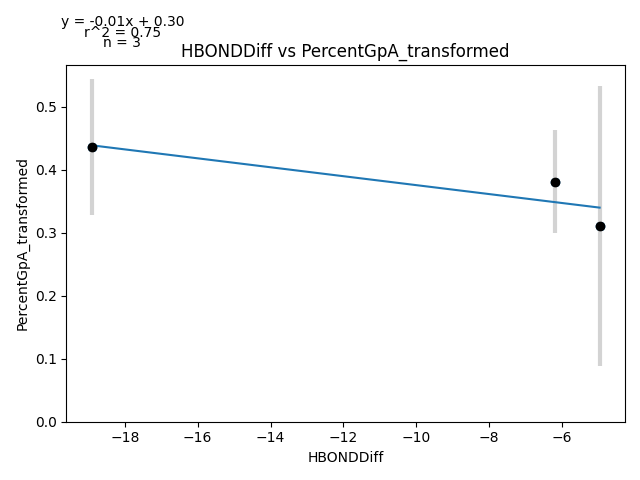 y = -0.01x + 0.30
r^2 = 0.75
n = 3
HBONDDiff vs PercentGpA_transformed
PercentGpA_transformed
0.5
0.4
0.3
0.2
0.1
0.0
−18 −16 −14 −12 −10 −8 −6
HBONDDiff